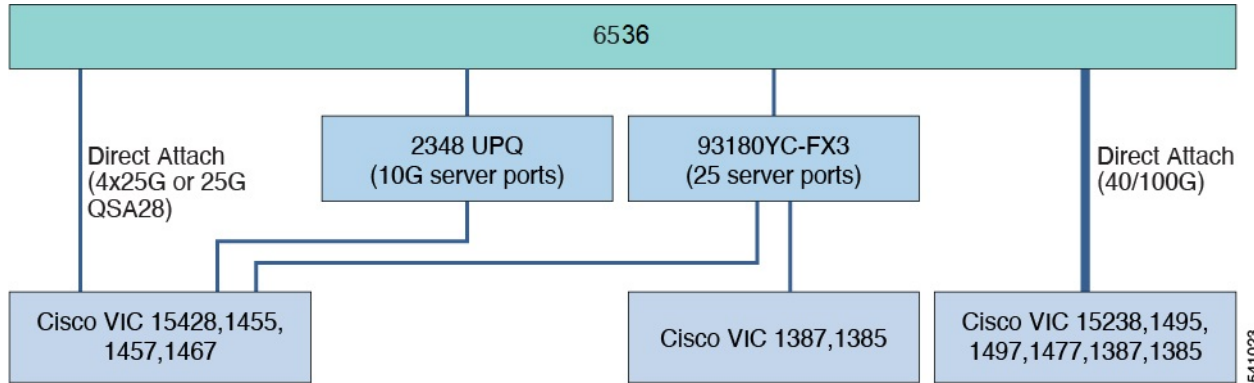 6536
Direct Attach
(4x25G or 25G
QSA28)
2348 UPQ
(10G server ports)
93180YC-FX3
(25 server ports)
Direct Attach
(40/100G)
Cisco VIC 15428,1455,
1457,1467
Cisco VIC 1387,1385
Cisco VIC 15238,1495,
1497,1477,1387,1385